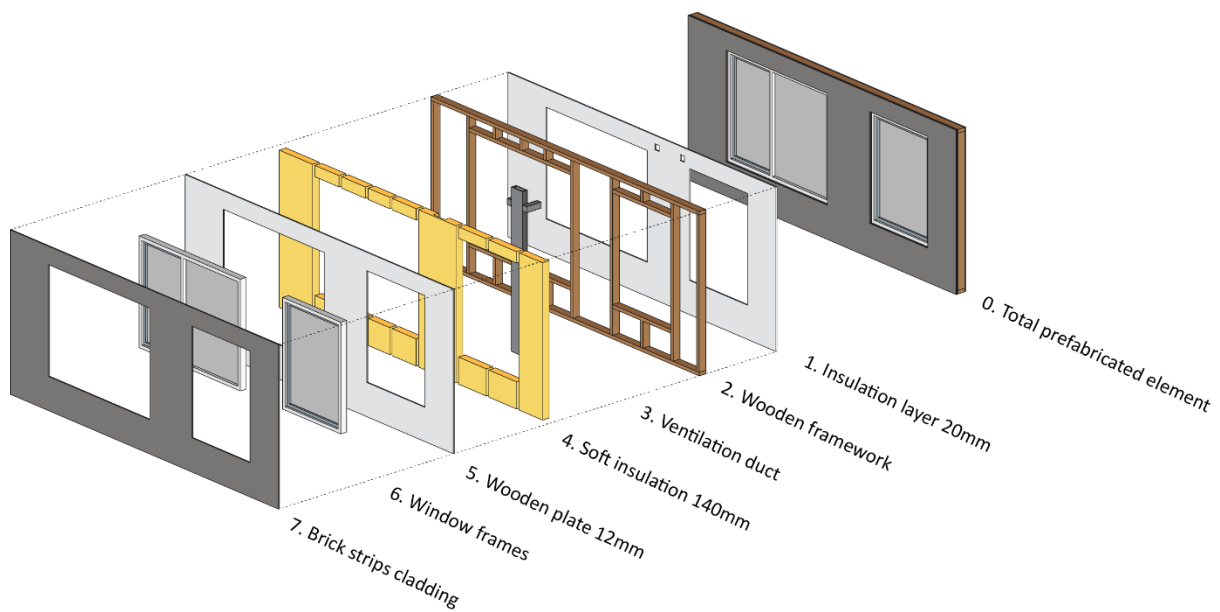 0. Total prefabricated element
1. Insulation layer 20mm
2. Wooden framework
3. Ventilation duct
4. Soft insulation 140mm
5. Wooden plate 12mm
6. Window frames
7. Brick strips cladding